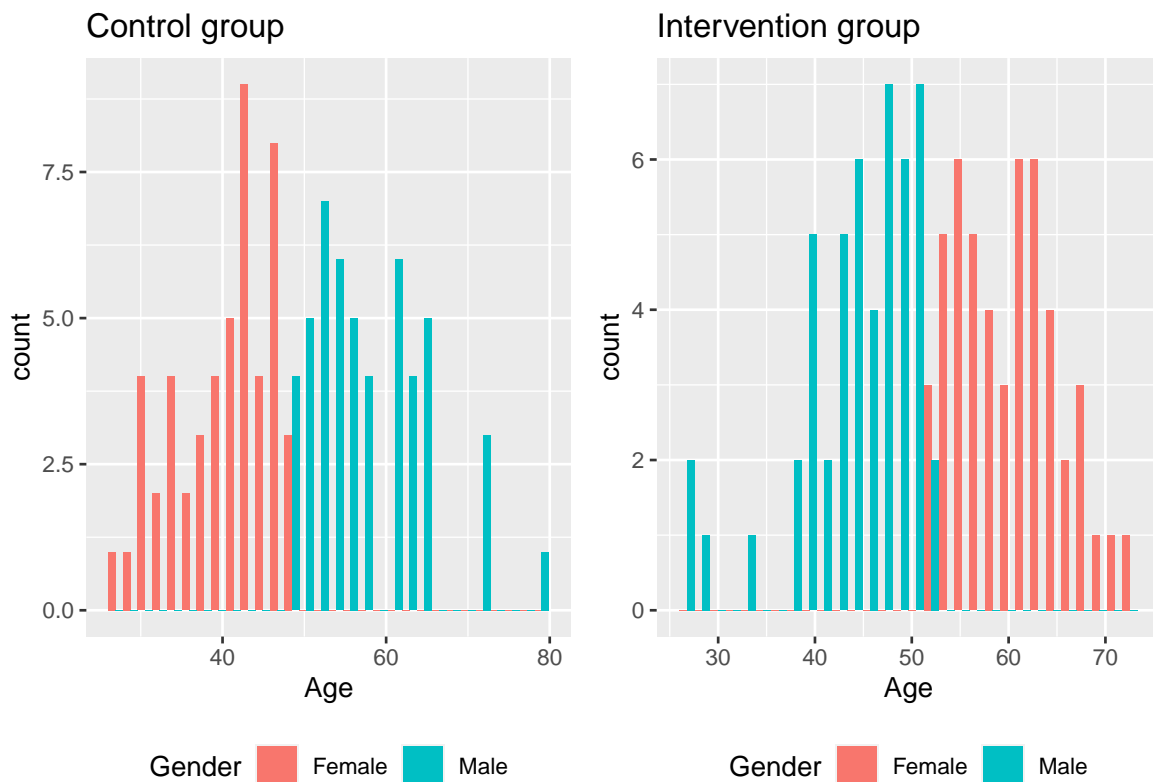 Control group
7.5
5.0
2.5
0.0
count
40 60 80
Age
Gender Female Male
Intervention group
6
4
2
0
count
30 40 50 60 70
Age
Gender Female Male